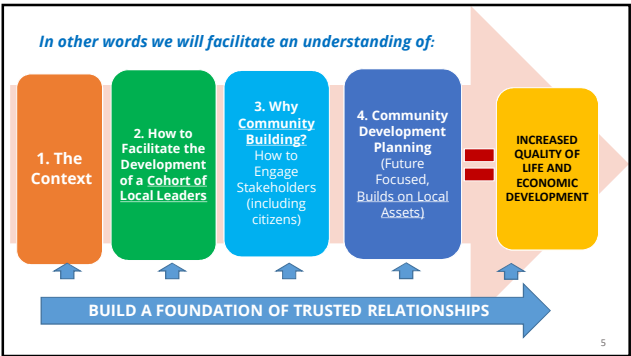 In other words we will facilitate an understanding of:
1. The
Context
2. How to
Facilitate the
Development
of a Cohort of
Local Leaders
3. Why
Community
Building?
How to
Engage
Stakeholders
(including
citizens)
4. Community
Development
Planning
(Future
Focused,
Builds on Local
Assets)
INCREASED
QUALITY OF
LIFE AND
ECONOMIC
DEVELOPMENT
BUILD A FOUNDATION OF TRUSTED RELATIONSHIPS
5